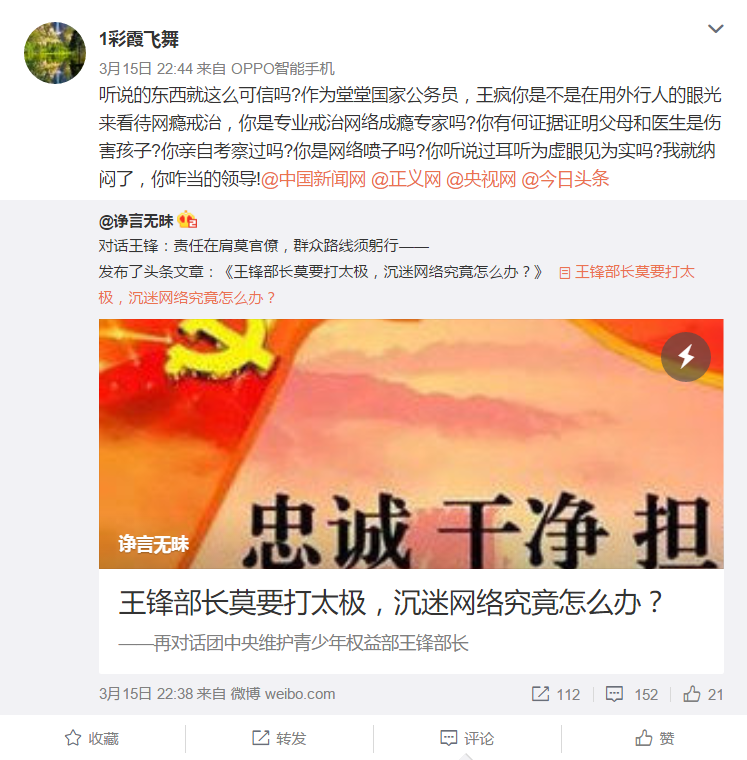 1彩霞飞舞
3月15日 22:44 来自 OPPO智能手机
听说的东西就这么可信吗?作为堂堂国家公务员，王疯你是不是在用外行人的眼光
来看待网瘾戒治，你是专业戒治网络成瘾专家吗?你有何证据证明父母和医生是伤
害孩子?你亲自考察过吗?你是网络喷子吗?你听说过耳听为虚眼见为实吗?我就纳
闷了，你咋当的领导!@中国新闻网 @正义网 @央视网 @今日头条
@诤言无昧
对话王锋：责任在肩莫官僚，群众路线须躬行——
发布了头条文章：《王锋部长莫要打太极，沉迷网络究竟怎么办？》 王锋部长莫要打太
极，沉迷网络究竟怎么办？
忠诚 干净 担
诤言无昧
王锋部长莫要打太极，沉迷网络究竟怎么办？
——再对话团中央维护青少年权益部王锋部长
3月15日 22:38 来自 微博 weibo.com 112 152 21
收藏 转发 评论 赞